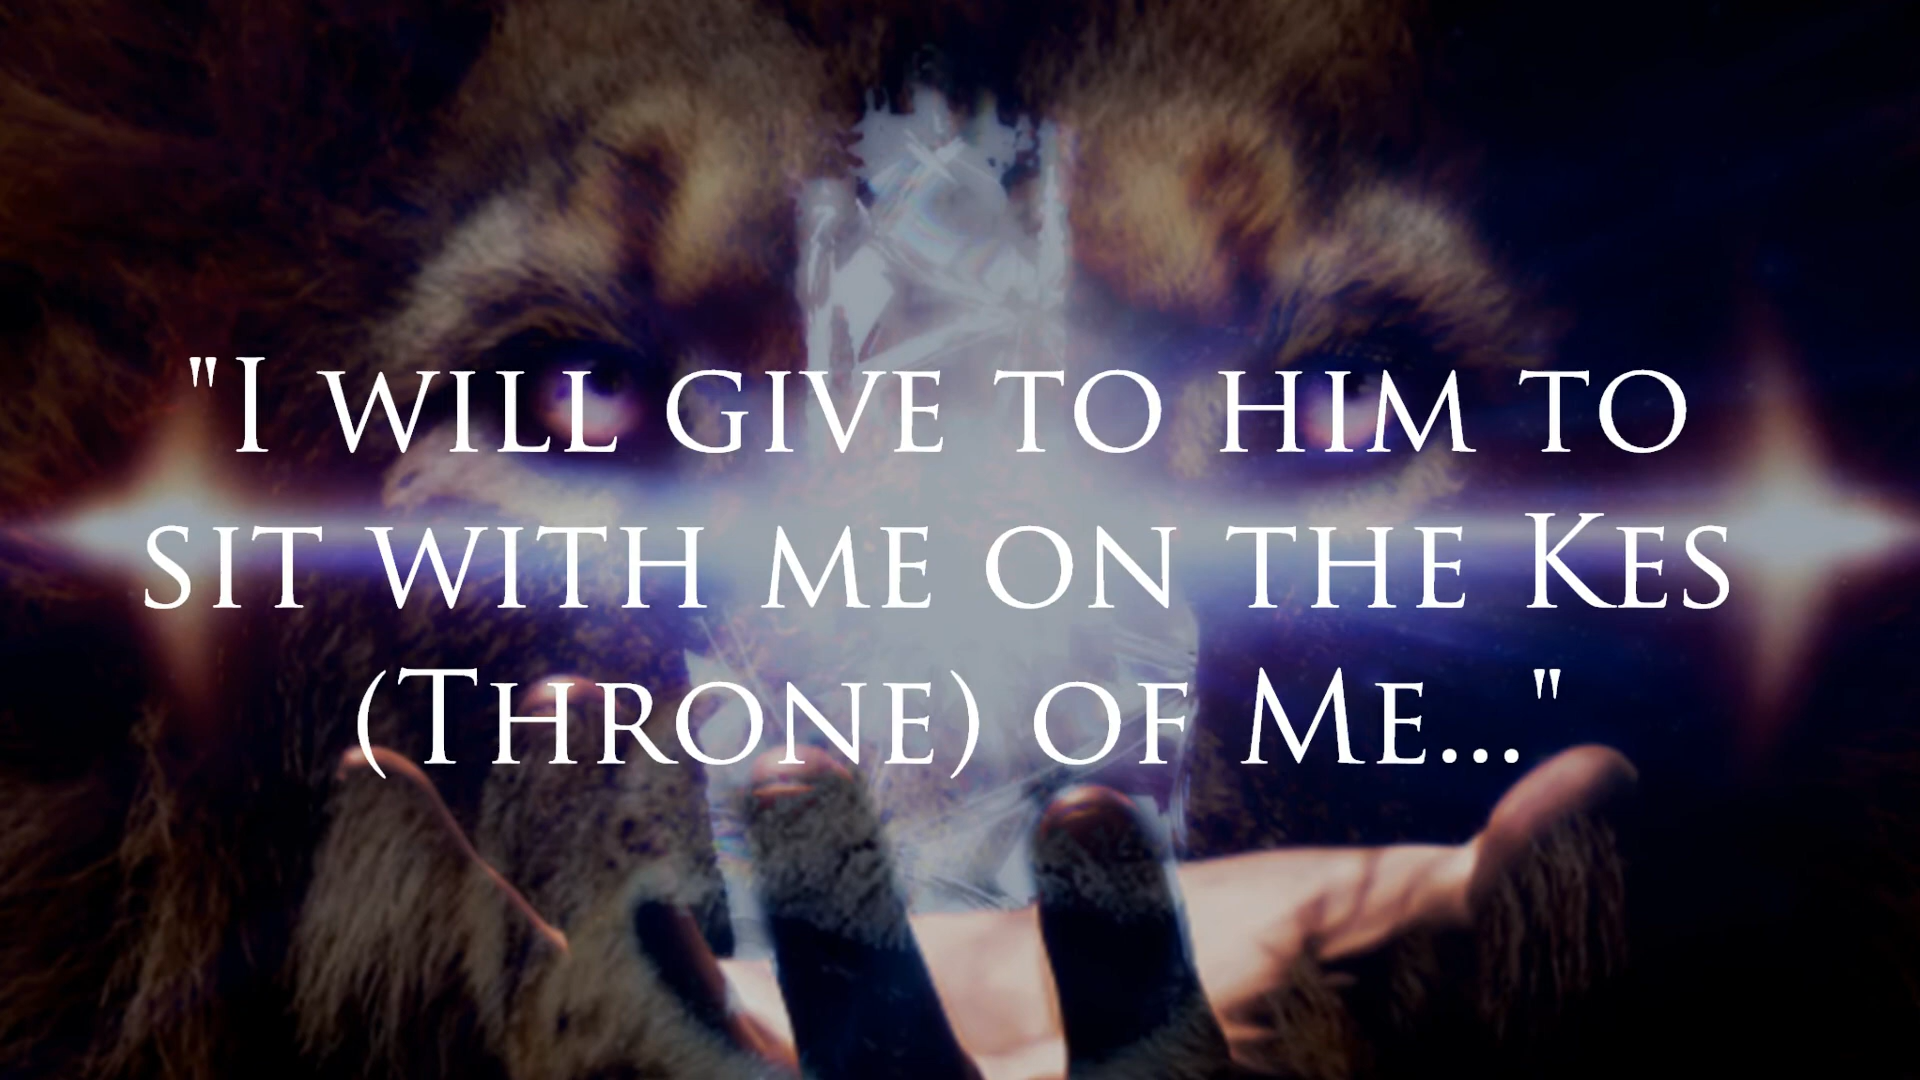 "I will give to him to
sit with me on the Kes
(Throne) of Me..."